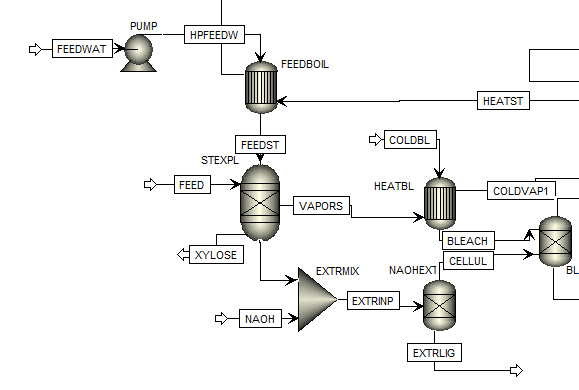 PUMP
HPFEEDW
FEEDWAT
FEEDBOIL
HEATST
FEEDST
COLDBL
STEXPL
FEED
HEATBL
COLDVAP1
VAPORS
BLEACH
XYLOSE
CELLUL
EXTRMIX
NAOHEXT
BL
EXTRINP
NAOH
EXTRLIG